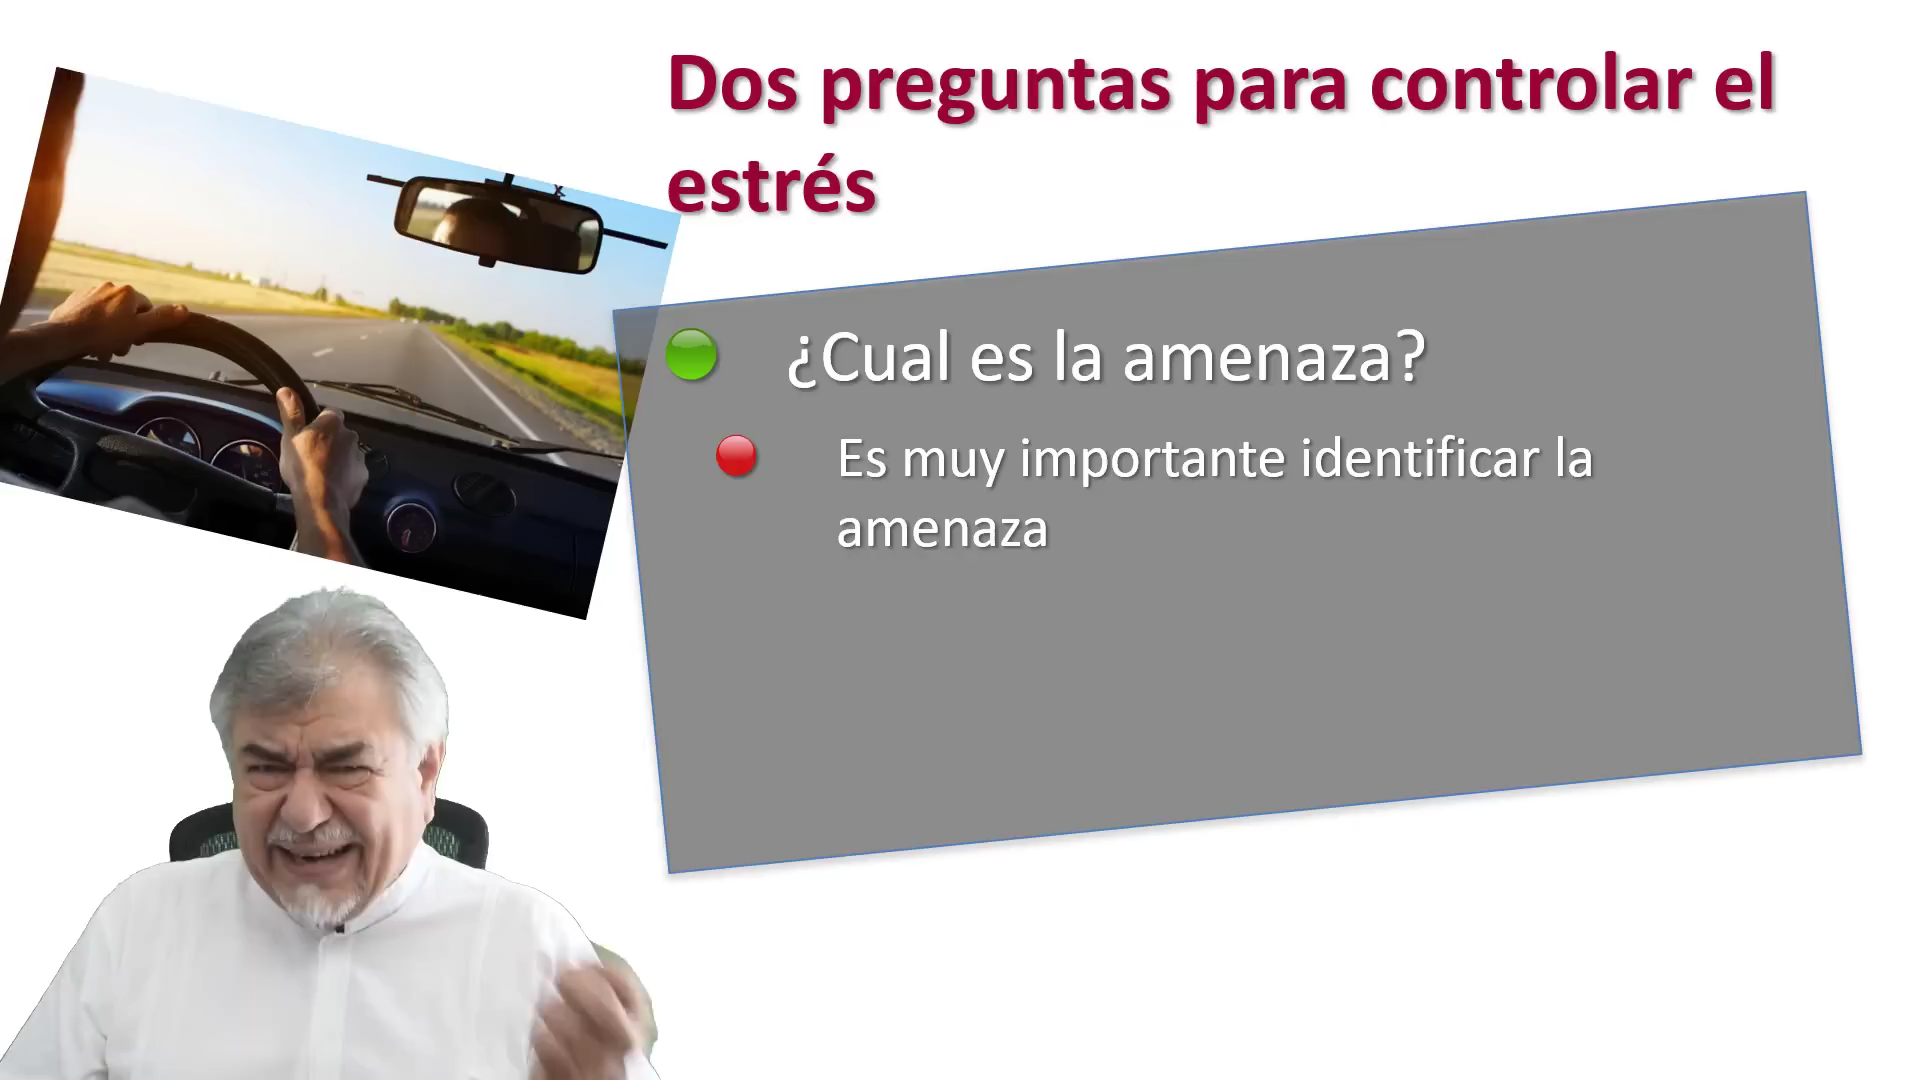 Dos preguntas para controlar el
estrés
¿Cual es la amenaza?
Es muy importante identificar la
amenaza